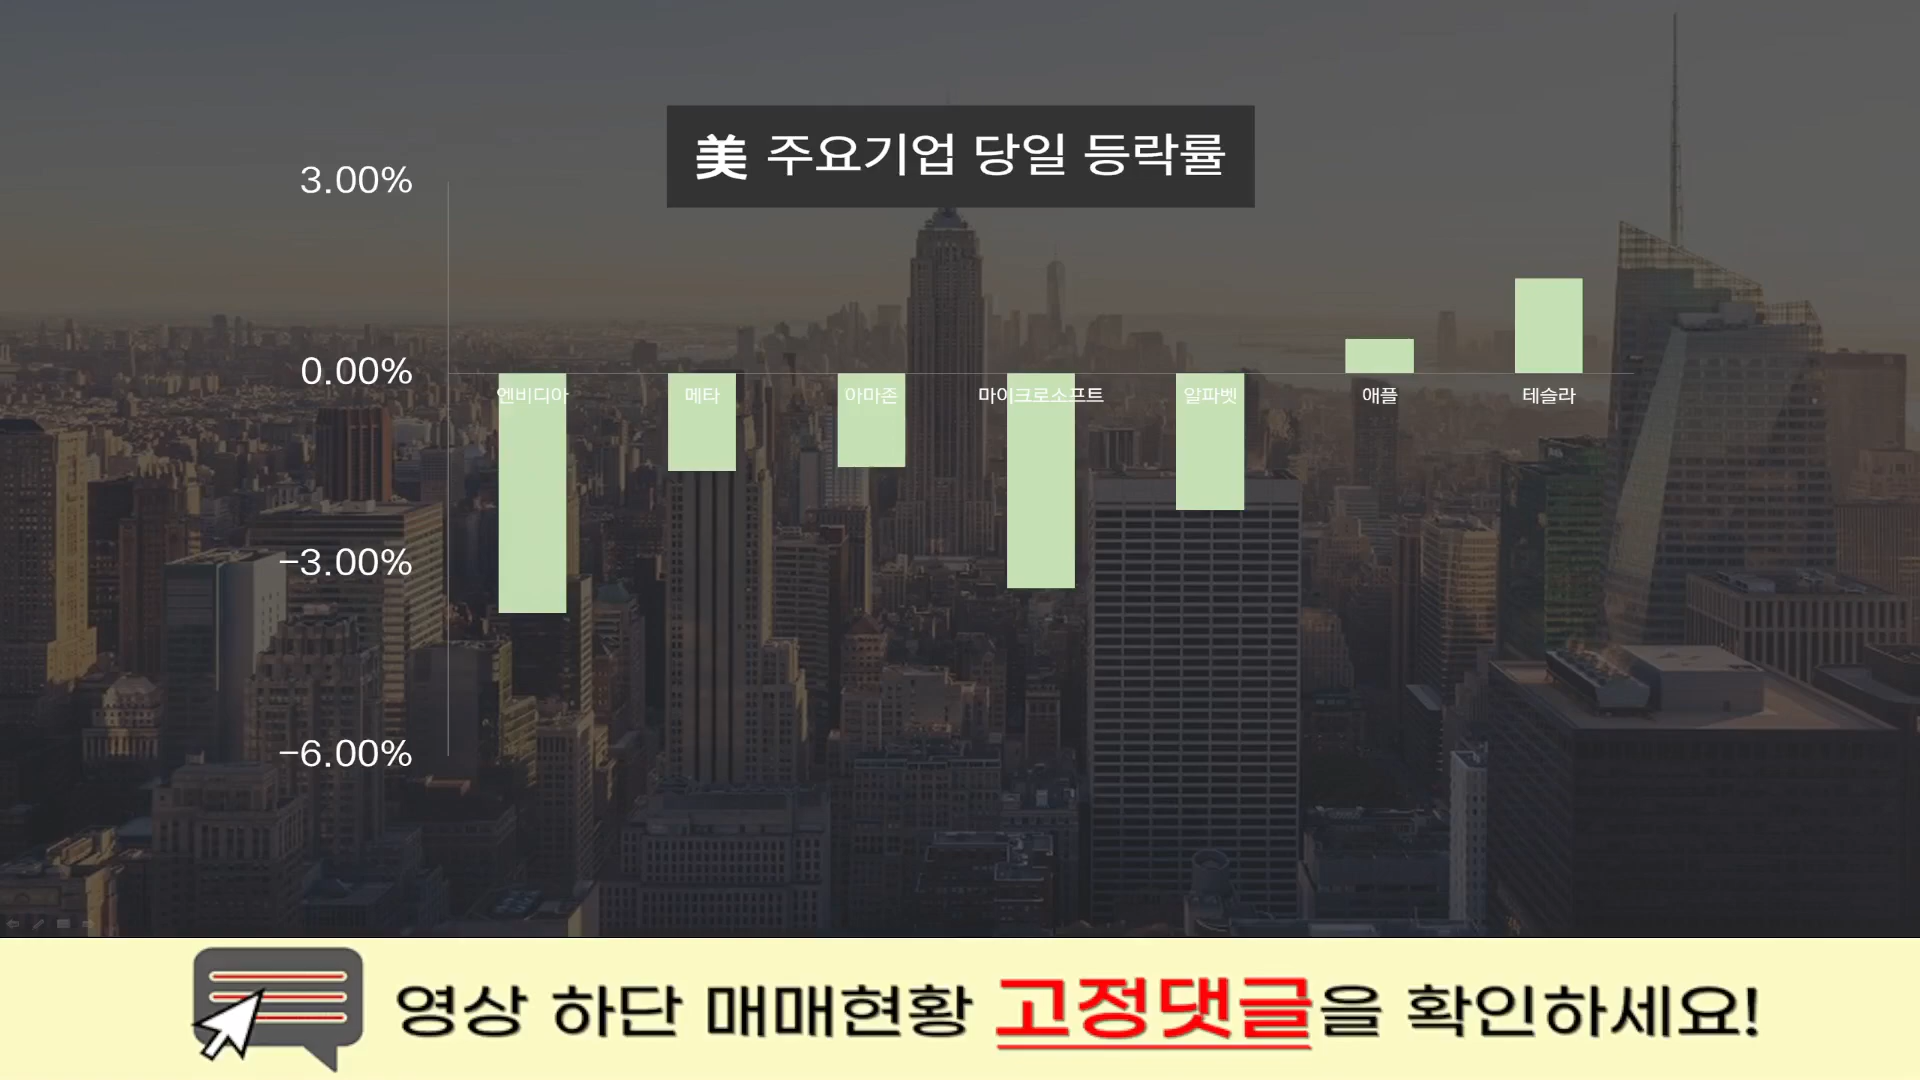 美 주요기업 당일 등락률
3.00%
0.00%
−3.00%
−6.00%
엔비디아
메타
아마존
마이크로소프트
알파벳
애플
테슬라
영상 하단 매매현황 고정댓글을 확인하세요!